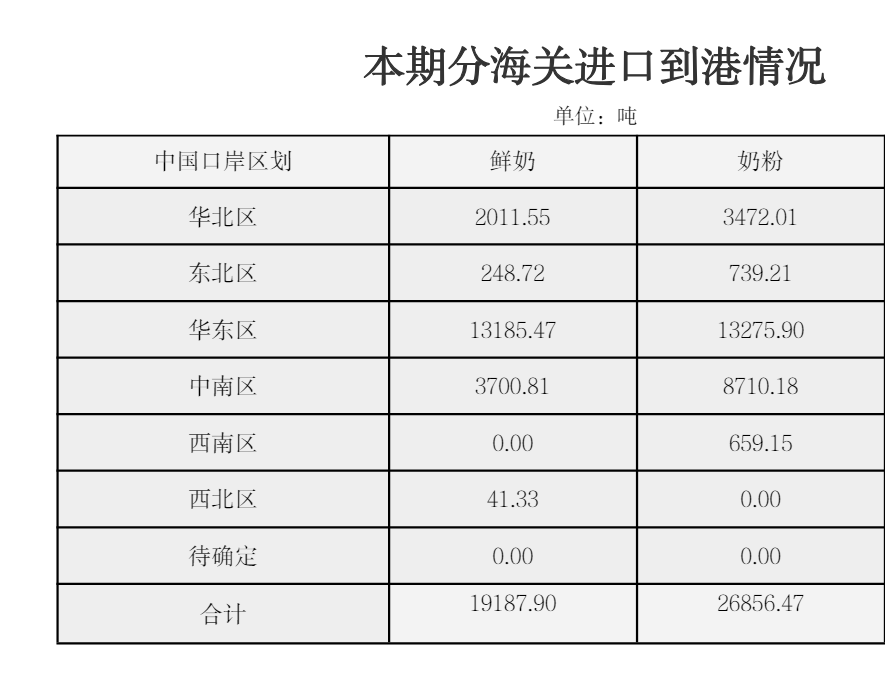 本期分海关进口到港情况
单位：吨
中国口岸区划 鲜奶 奶粉
华北区 2011.55 3472.01
东北区 248.72 739.21
华东区 13185.47 13275.90
中南区 3700.81 8710.18
西南区 0.00 659.15
西北区 41.33 0.00
待确定 0.00 0.00
合计 19187.90 26856.47